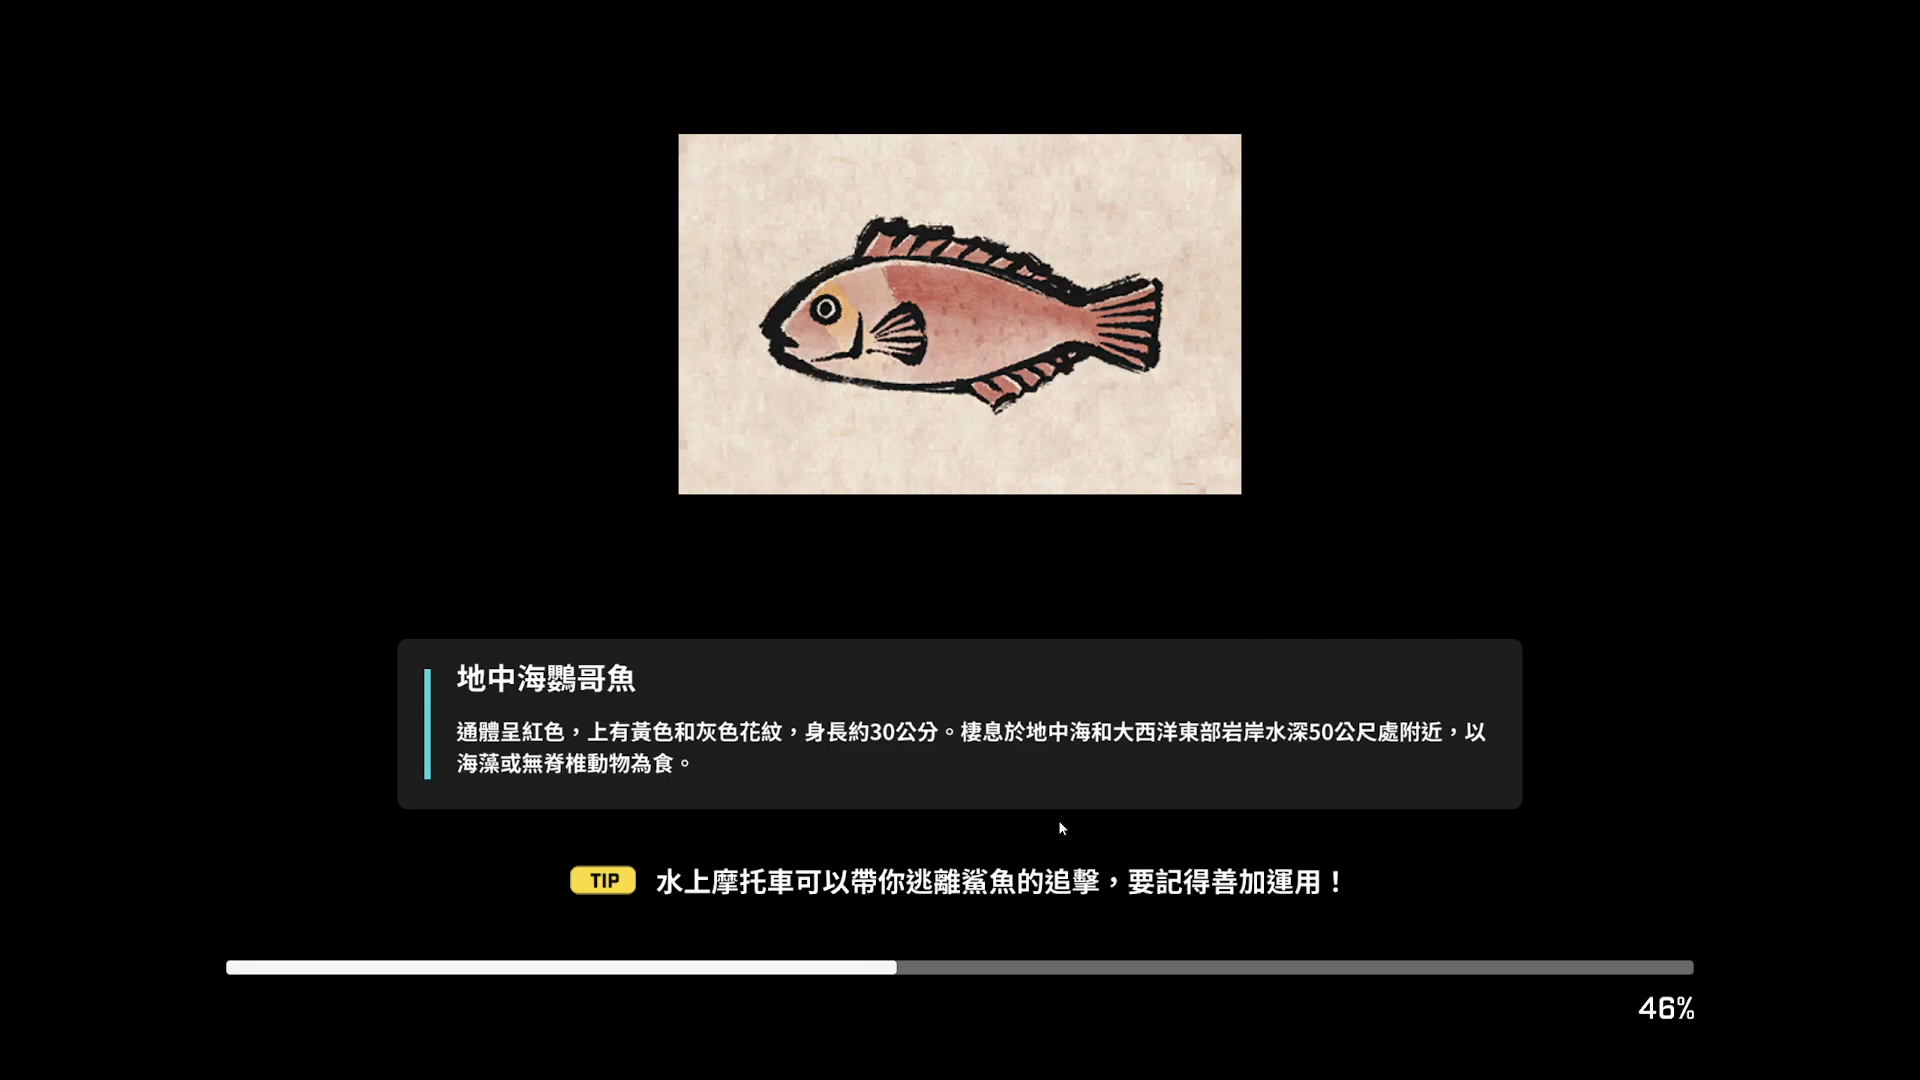 地中海鸚哥魚
通體呈紅色，上有黃色和灰色花紋，身長約30公分。棲息於地中海和大西洋東部岩岸水深50公尺處附近，以
海藻或無脊椎動物為食。
TIP 水上摩托車可以帶你逃離鯊魚的追擊，要記得善加運用！
46%